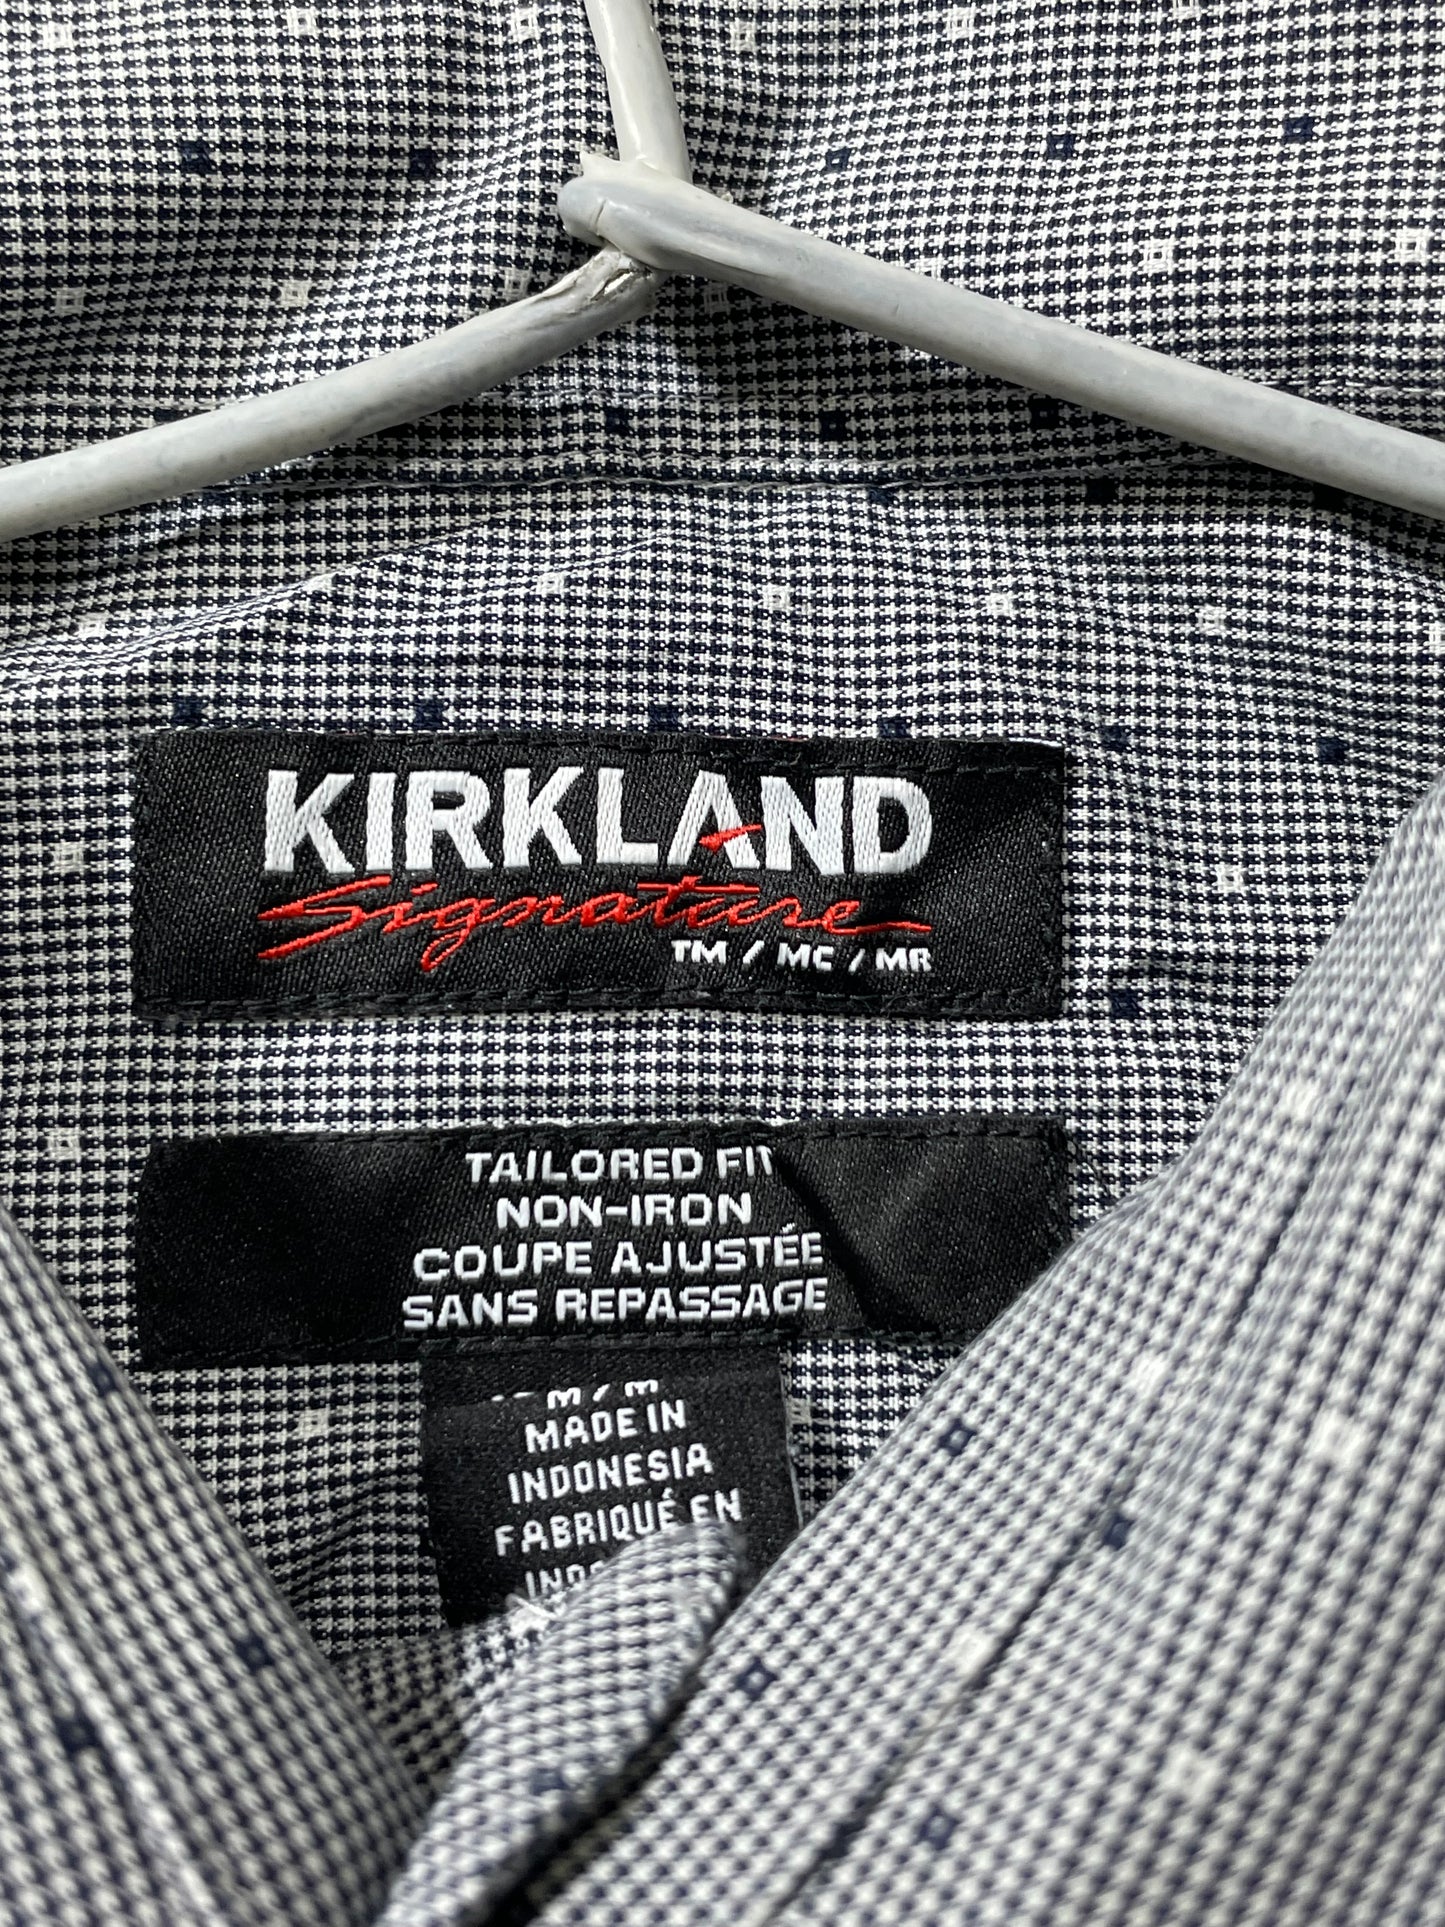 KIRKLAND
Signature
TM / MC / MR
TAILORED FIT
NON-IRON
COUPE AJUSTÉE
SANS REPASSAGE
M / M
MADE IN
INDONESIA
FABRIQUÉ EN